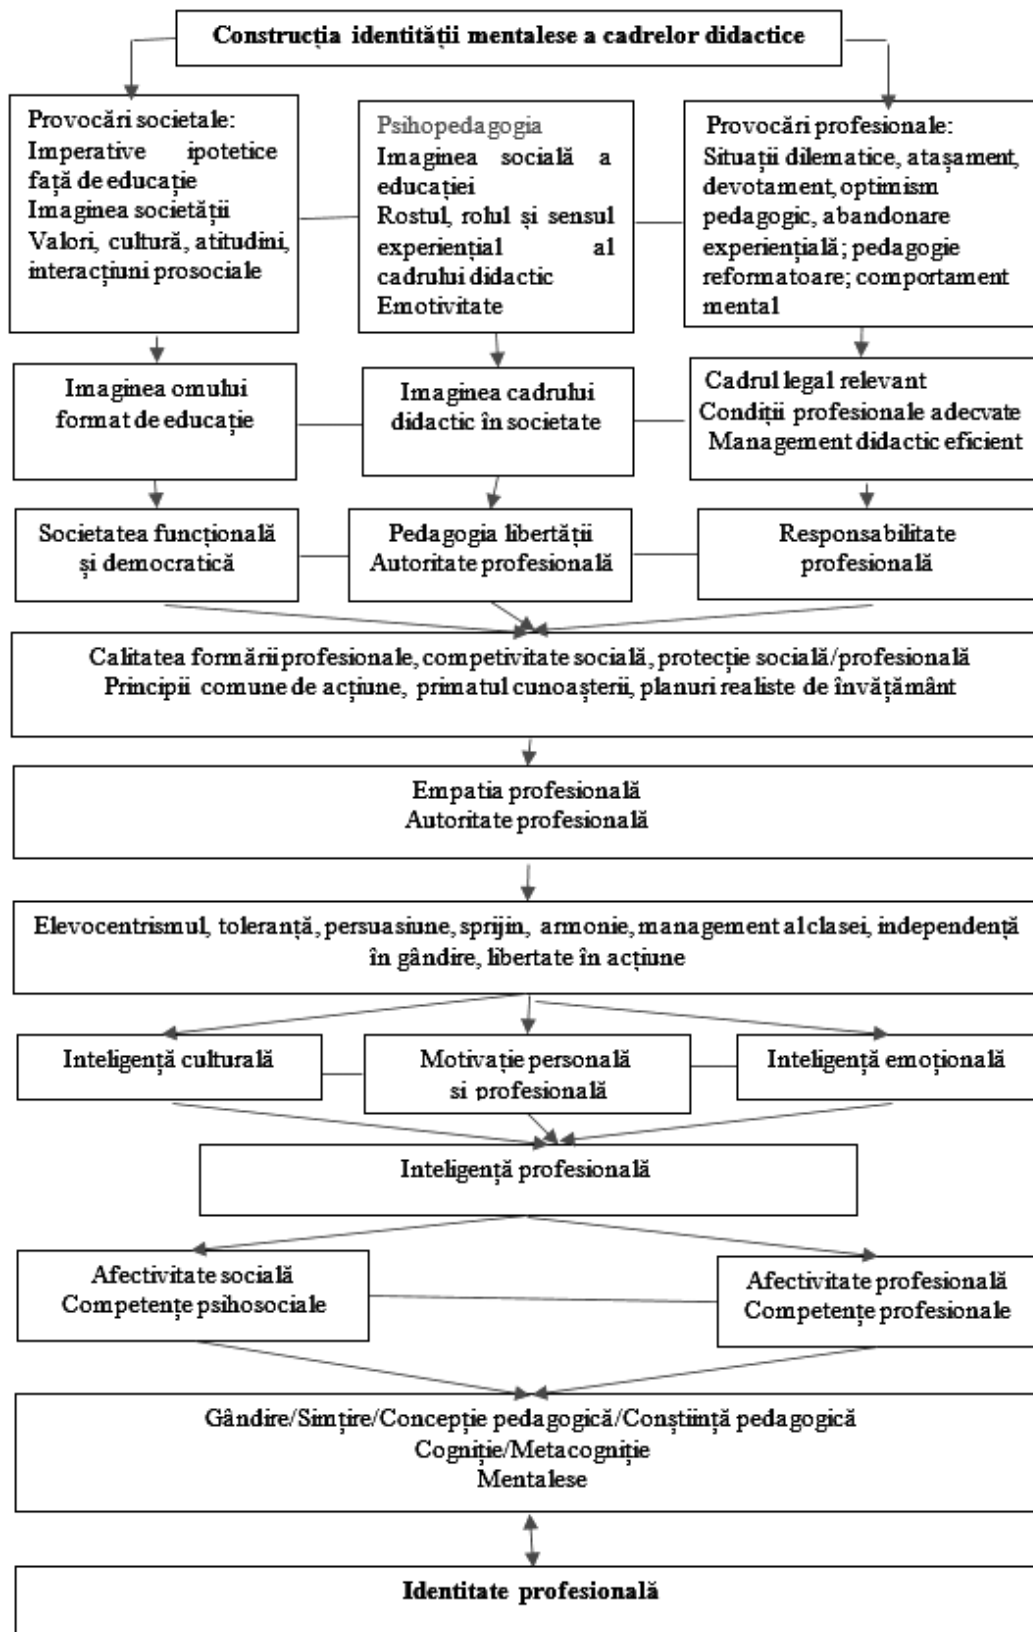 Construcția identității mentalese a cadrelor didactice
Provocări societale:
Imperative ipotetice
față de educație
Imaginea societății
Valori, cultură, atitudini,
interacțiuni prosociale
Psihopedagogia
Imaginea socială a
educației
Rostul, rolul și sensul
experiențial al
cadrului didactic
Emotivitate
Provocări profesionale:
Situații dilematice, atașament,
devotament, optimism
pedagogic, abandonare
experiențială; pedagogie
reformatoare; comportament
mental
Imaginea omului
format de educație
Imaginea cadrului
didactic în societate
Cadrul legal relevant
Condiții profesionale adecvate
Management didactic eficient
Societatea funcțională
și democratică
Pedagogia libertății
Autoritate profesională
Responsabilitate
profesională
Calitatea formării profesionale, competivitate socială, protecție socială/profesională
Principii comune de acțiune, primatul cunoașterii, planuri realiste de învățământ
Empatia profesională
Autoritate profesională
Elevocentrismul, toleranță, persuasiune, sprijin, armonie, management al clasei, independență
în gândire, libertate în acțiune
Inteligență culturală
Motivație personală
si profesională
Inteligență emoțională
Inteligență profesională
Afectivitate socială
Competențe psihosociale
Afectivitate profesională
Competențe profesionale
Gândire/Simțire/Concepție pedagogică/Conștiință pedagogică
Cogniție/Metacogniție
Mentalese
Identitate profesională